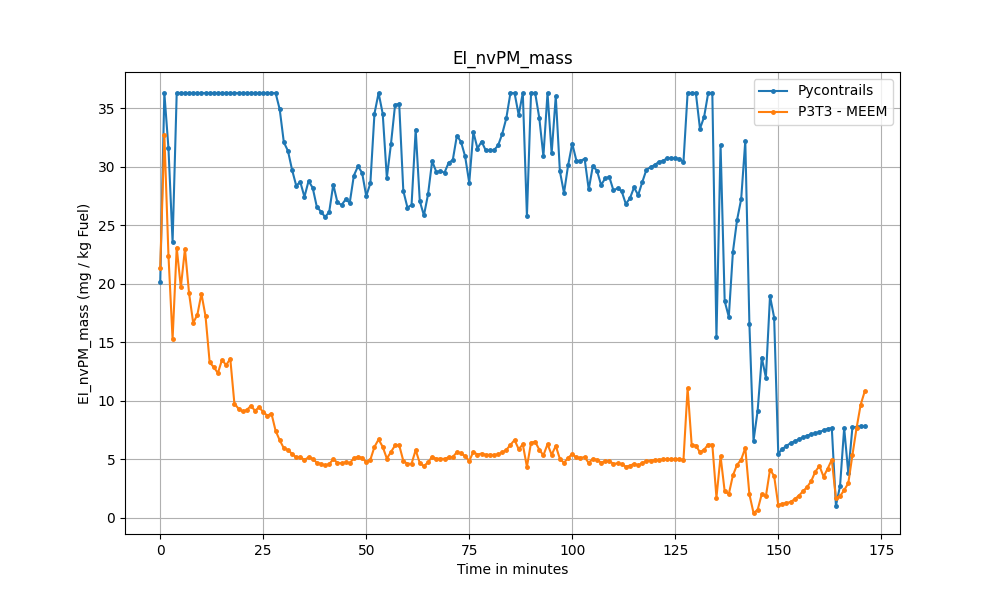 EI_nvPM_mass
Pycontrails
P3T3 - MEEM
EI_nvPM_mass (mg / kg Fuel)
35
30
25
20
15
10
5
0
0 25 50 75 100 125 150 175
Time in minutes